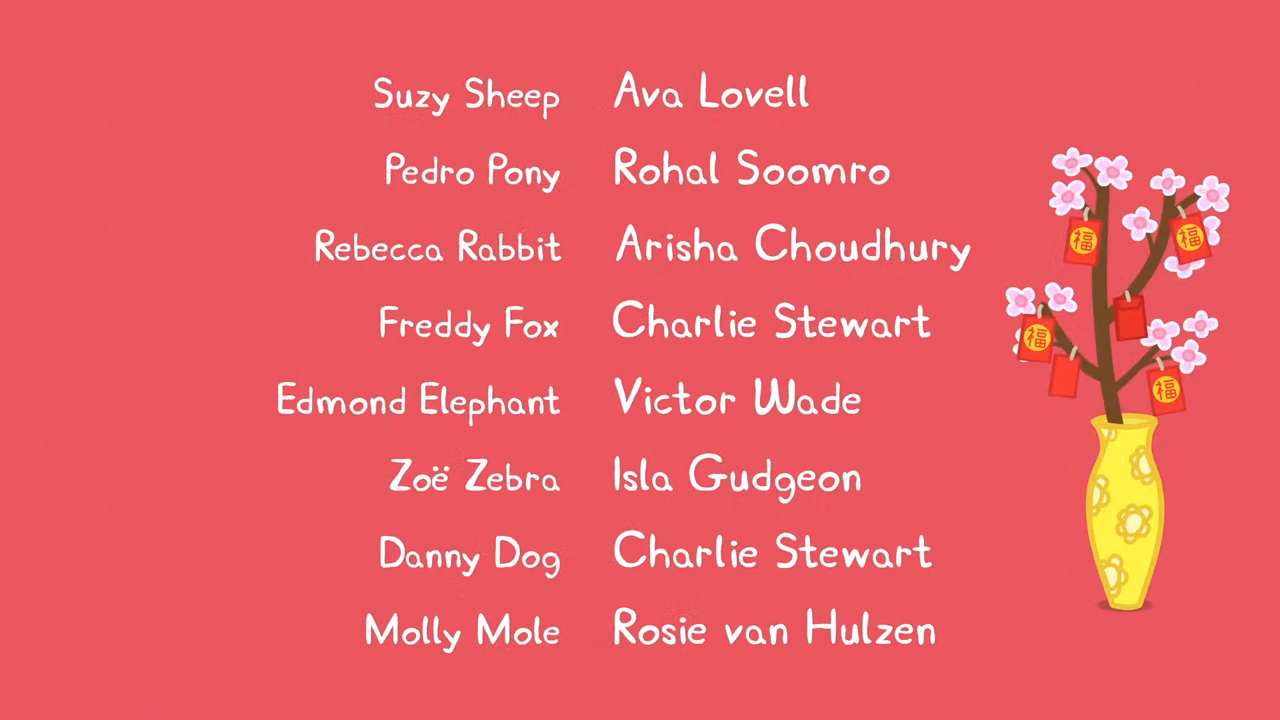 Suzy Sheep Ava Lovell
Pedro Pony Rohal Soomro
Rebecca Rabbit Arisha Choudhury
Freddy Fox Charlie Stewart
Edmond Elephant Victor Wade
Zoë Zebra Isla Gudgeon
Danny Dog Charlie Stewart
Molly Mole Rosie van Hulzen
福
福
福
福